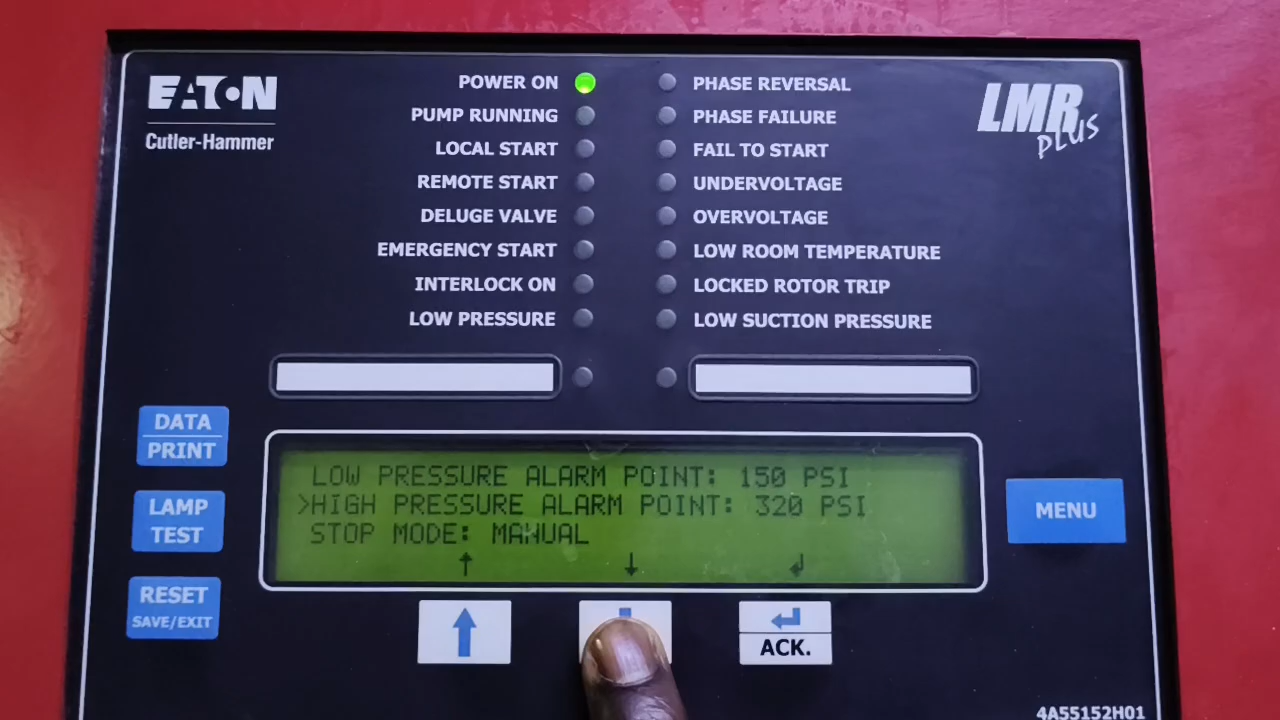 EATON
Cutler-Hammer
LMR
PLUS
POWER ON
PUMP RUNNING
LOCAL START
REMOTE START
DELUGE VALVE
EMERGENCY START
INTERLOCK ON
LOW PRESSURE
PHASE REVERSAL
PHASE FAILURE
FAIL TO START
UNDERVOLTAGE
OVERVOLTAGE
LOW ROOM TEMPERATURE
LOCKED ROTOR TRIP
LOW SUCTION PRESSURE
DATA
PRINT
LAMP
TEST
RESET
SAVE/EXIT
LOW PRESSURE ALARM POINT: 150 PSI
>HIGH PRESSURE ALARM POINT: 320 PSI
STOP MODE: MANUAL
↑ ↓ ↲
MENU
ACK.
4A55152H01